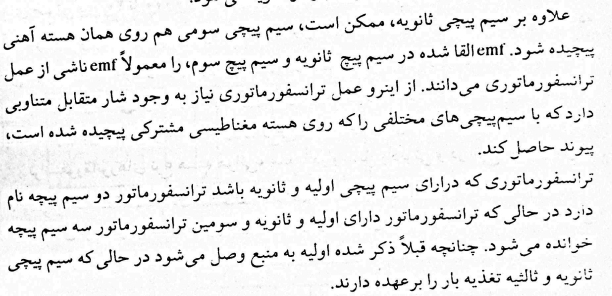 علاوه بر سیم پیچی ثانویه، ممکن است، سیم پیچی سومی هم روی همان هسته آهنی
پیچیده شود. emf القا شده در سیم پیچ ثانویه و سیم پیچ سوم، را معمولاً emf ناشی از عمل
ترانسفورماتوری می‌دانند. از اینرو عمل ترانسفورماتوری نیاز به وجود شار متقابل متناوبی
دارد که با سیم‌پیچی‌های مختلفی را که روی هسته مغناطیسی مشترکی پیچیده شده است،
پیوند حاصل کند.
ترانسفورماتوری که درارای سیم پیچی اولیه و ثانویه باشد ترانسفورماتور دو سیم پیچه نام
دارد در حالی که ترانسفورماتور دارای اولیه و ثانویه و سومین ترانسفورماتور سه سیم پیچه
خوانده می‌شود. چنانچه قبلاً ذکر شده اولیه به منبع وصل می‌شود در حالی که سیم پیچی
ثانویه و ثالثیه تغذیه بار را برعهده دارند.